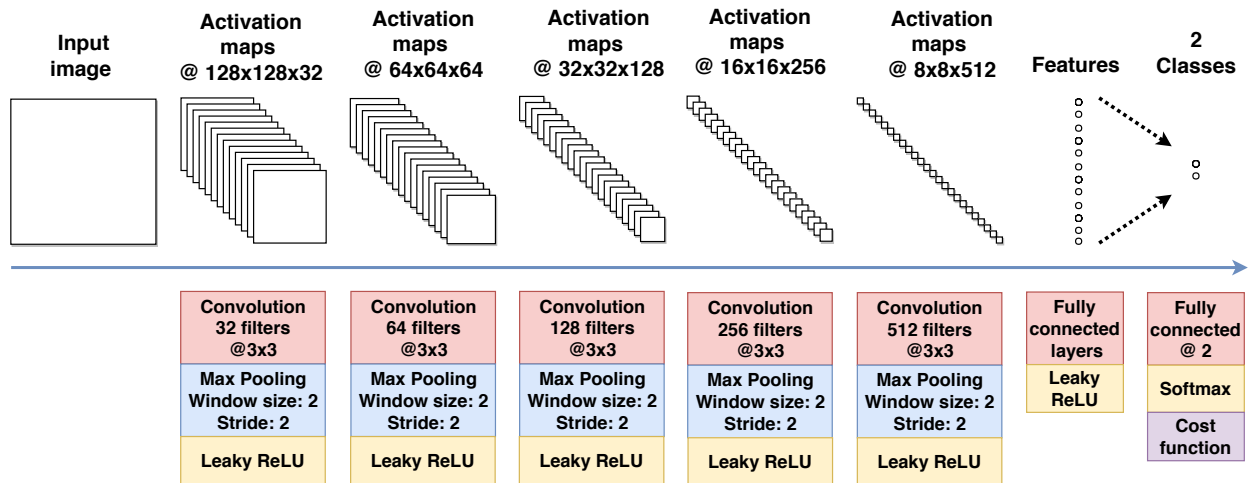 Input
image
Activation
maps
@ 128x128x32
Activation
maps
@ 64x64x64
Activation
maps
@ 32x32x128
Activation
maps
@ 16x16x256
Activation
maps
@ 8x8x512
Features
2
Classes
Convolution
32 filters
@3x3
Max Pooling
Window size: 2
Stride: 2
Leaky ReLU
Convolution
64 filters
@3x3
Max Pooling
Window size: 2
Stride: 2
Leaky ReLU
Convolution
128 filters
@3x3
Max Pooling
Window size: 2
Stride: 2
Leaky ReLU
Convolution
256 filters
@3x3
Max Pooling
Window size: 2
Stride: 2
Leaky ReLU
Convolution
512 filters
@3x3
Max Pooling
Window size: 2
Stride: 2
Leaky ReLU
Fully
connected
layers
Leaky
ReLU
Fully
connected
@ 2
Softmax
Cost
function